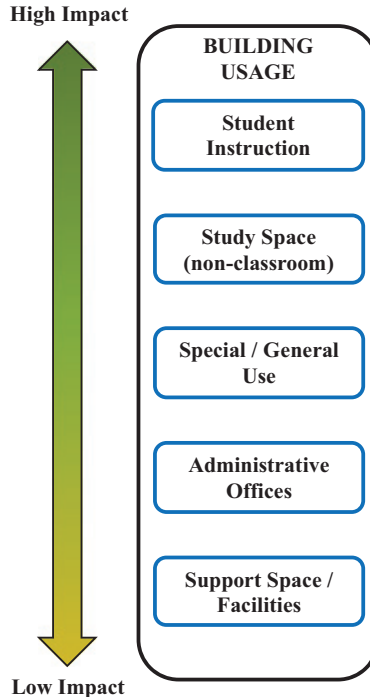 High Impact
BUILDING
USAGE
Student
Instruction
Study Space
(non-classroom)
Special / General
Use
Administrative
Offices
Support Space /
Facilities
Low Impact